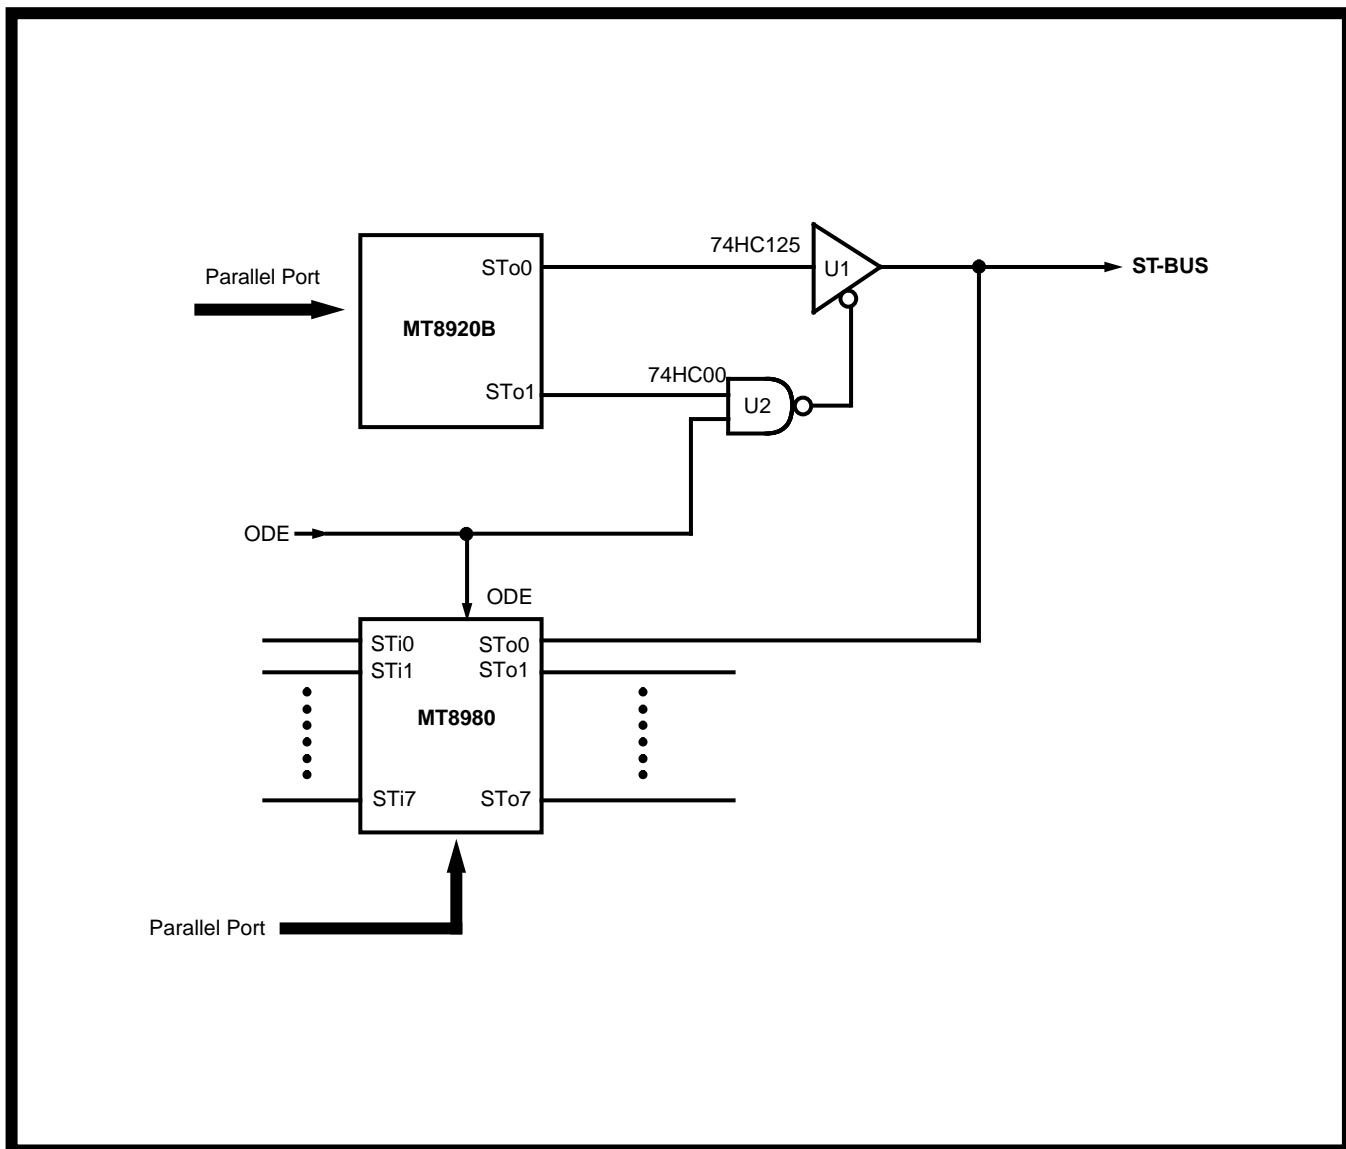 74HC125
STo0
U1
ST-BUS
Parallel Port
MT8920B
74HC00
STo1
U2
ODE
ODE
STi0
STo0
STi1
STo1
MT8980
STi7
STo7
Parallel Port